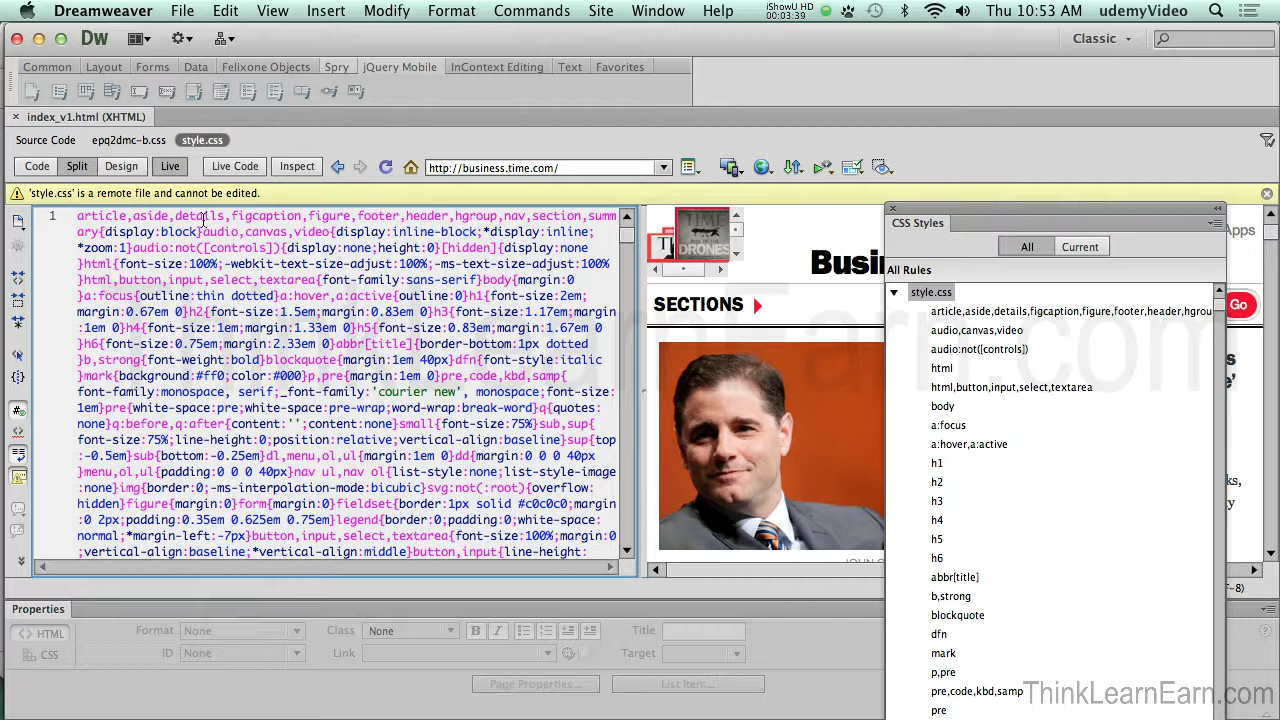 Dreamweaver File Edit View Insert Modify Format Commands Site Window Help iShowU HD 00:03:39 Thu 10:53 AM udemyVideo
Dw Classic
Common Layout Forms Data Felixone Objects Spry jQuery Mobile InContext Editing Text Favorites
index_v1.html (XHTML)
Source Code epq2dmc-b.css style.css
Code Split Design Live Live Code Inspect http://business.time.com/
'style.css' is a remote file and cannot be edited.
1 article,aside,details,figcaption,figure,footer,header,hgroup,nav,section,summ
ary{display:block}audio,canvas,video{display:inline-block;*display:inline;
*zoom:1}audio:not([controls]){display:none;height:0}[hidden]{display:none
}html{font-size:100%;-webkit-text-size-adjust:100%;-ms-text-size-adjust:100%
}html,button,input,select,textarea{font-family:sans-serif}body{margin:0
}a:focus{outline:thin dotted}a:hover,a:active{outline:0}h1{font-size:2em;
margin:0.67em 0}h2{font-size:1.5em;margin:0.83em 0}h3{font-size:1.17em;margin
:1em 0}h4{font-size:1em;margin:1.33em 0}h5{font-size:0.83em;margin:1.67em 0
}h6{font-size:0.75em;margin:2.33em 0}abbr[title]{border-bottom:1px dotted
}b,strong{font-weight:bold}blockquote{margin:1em 40px}dfn{font-style:italic
}mark{background:#ff0;color:#000}p,pre{margin:1em 0}pre,code,kbd,samp{
font-family:monospace, serif;_font-family:'courier new', monospace;font-size:
1em}pre{white-space:pre;white-space:pre-wrap;word-wrap:break-word}q{quotes:
none}q:before,q:after{content:'';content:none}small{font-size:75%}sub,sup{
font-size:75%;line-height:0;position:relative;vertical-align:baseline}sup{top
:-0.5em}sub{bottom:-0.25em}dl,menu,ol,ul{margin:1em 0}dd{margin:0 0 0 40px
}menu,ol,ul{padding:0 0 0 40px}nav ul,nav ol{list-style:none;list-style-image
:none}img{border:0;-ms-interpolation-mode:bicubic}svg:not(:root){overflow:
hidden}figure{margin:0}form{margin:0}fieldset{border:1px solid #c0c0c0;margin
:0 2px;padding:0.35em 0.625em 0.75em}legend{border:0;padding:0;white-space:
normal;*margin-left:-7px}button,input,select,textarea{font-size:100%;margin:0
;vertical-align:baseline;*vertical-align:middle}button,input{line-height:
TIME
DRONES
Busin
Apps
SECTIONS
Go
CSS Styles
All Current
All Rules
style.css
article,aside,details,figcaption,figure,footer,header,hgrou
audio,canvas,video
audio:not([controls])
html
html,button,input,select,textarea
body
a:focus
a:hover,a:active
h1
h2
h3
h4
h5
h6
abbr[title]
b,strong
blockquote
dfn
mark
p,pre
pre,code,kbd,samp
pre
Properties
HTML Format None Class None B I Title
CSS ID None Link Target
Page Properties... List Item...
ThinkLearnEarn.com